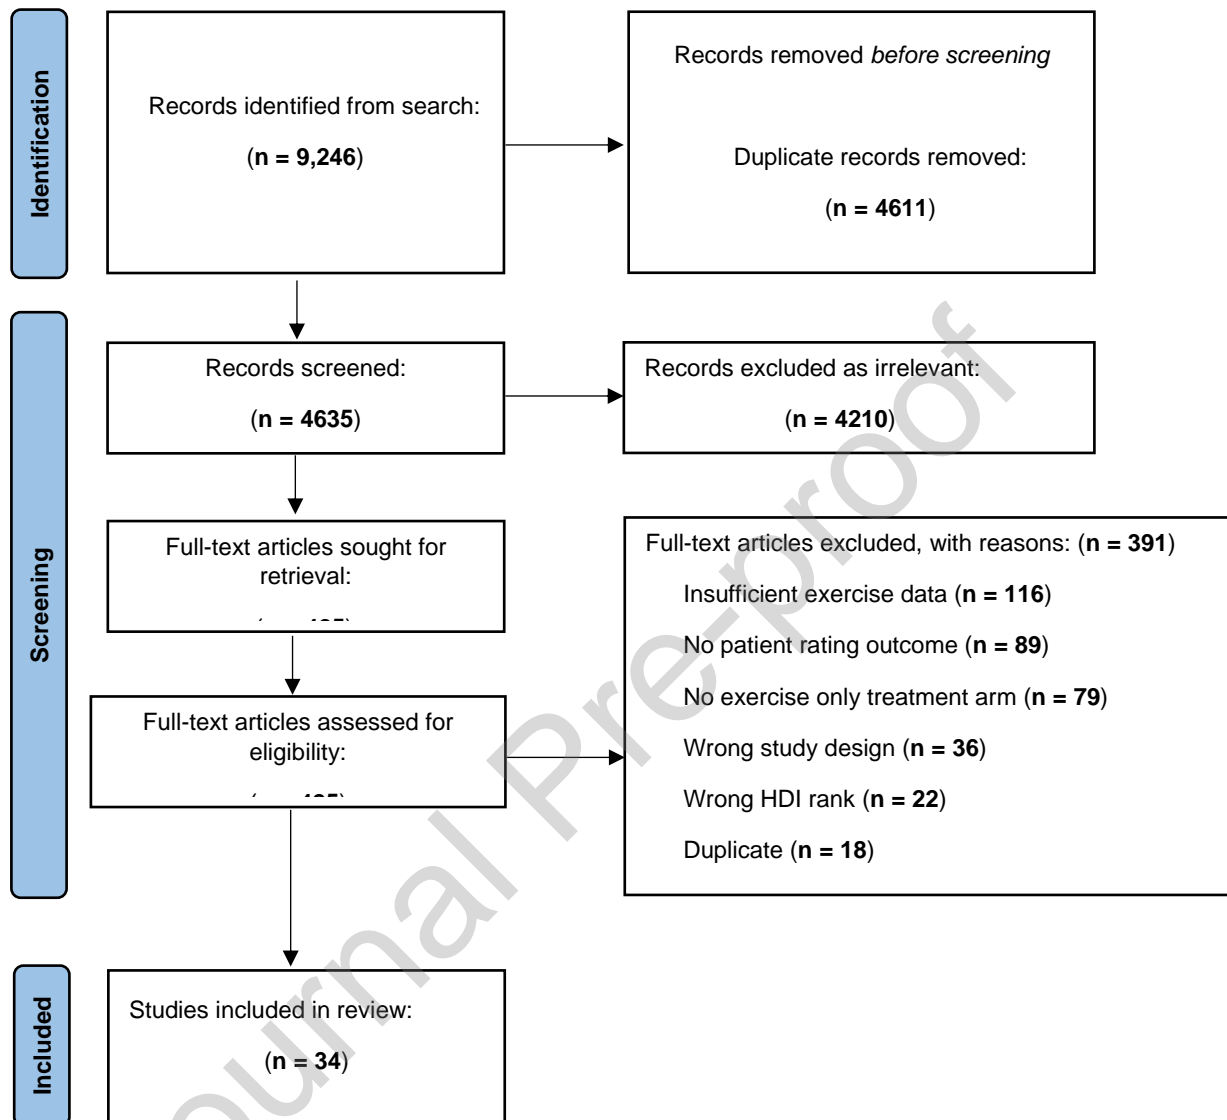 Identification
Records identified from search:
(n = 9,246)
Records removed before screening
Duplicate records removed:
(n = 4611)
Screening
Records screened:
(n = 4635)
Records excluded as irrelevant:
(n = 4210)
Full-text articles sought for
retrieval:
Full-text articles assessed for
eligibility:
Full-text articles excluded, with reasons: (n = 391)
Insufficient exercise data (n = 116)
No patient rating outcome (n = 89)
No exercise only treatment arm (n = 79)
Wrong study design (n = 36)
Wrong HDI rank (n = 22)
Duplicate (n = 18)
Included
Studies included in review:
(n = 34)
Journal Pre-proof